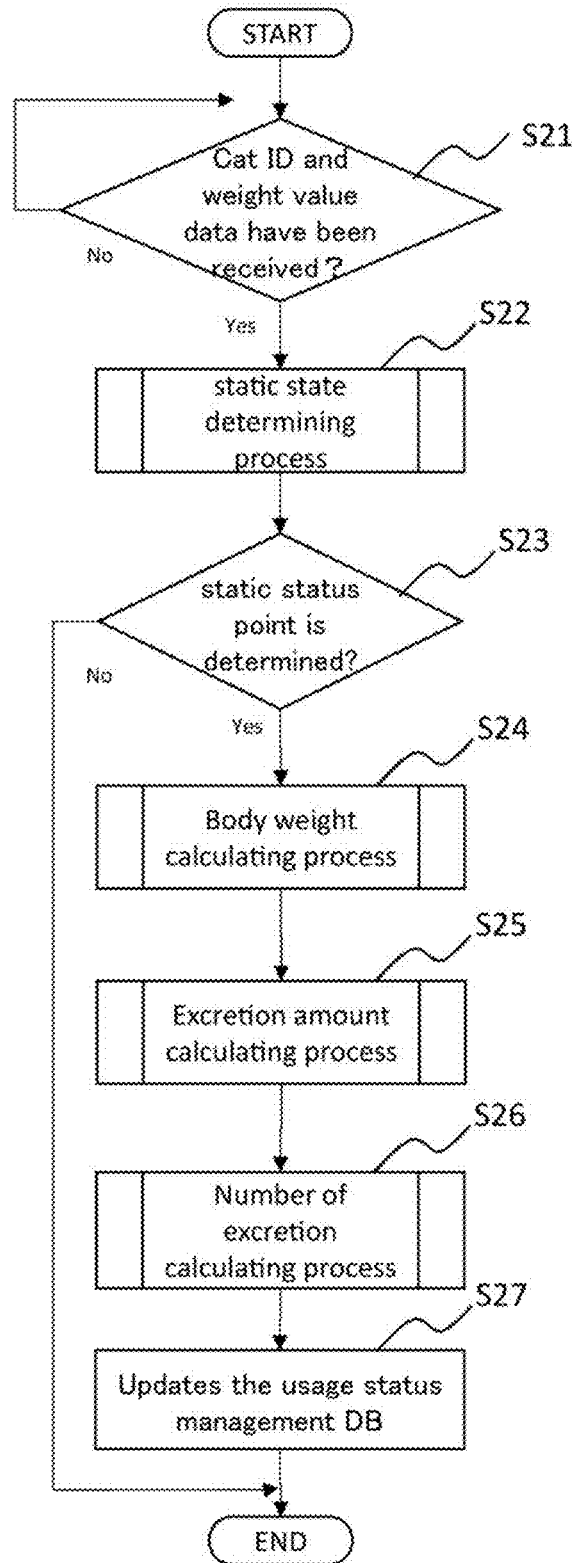 START
S21
Cat ID and
weight value
data have been
received?
No
Yes
S22
static state
determining
process
S23
static status
point is
determined?
No
Yes
S24
Body weight
calculating process
S25
Excretion amount
calculating process
S26
Number of
excretion
calculating process
S27
Updates the usage status
management DB
END